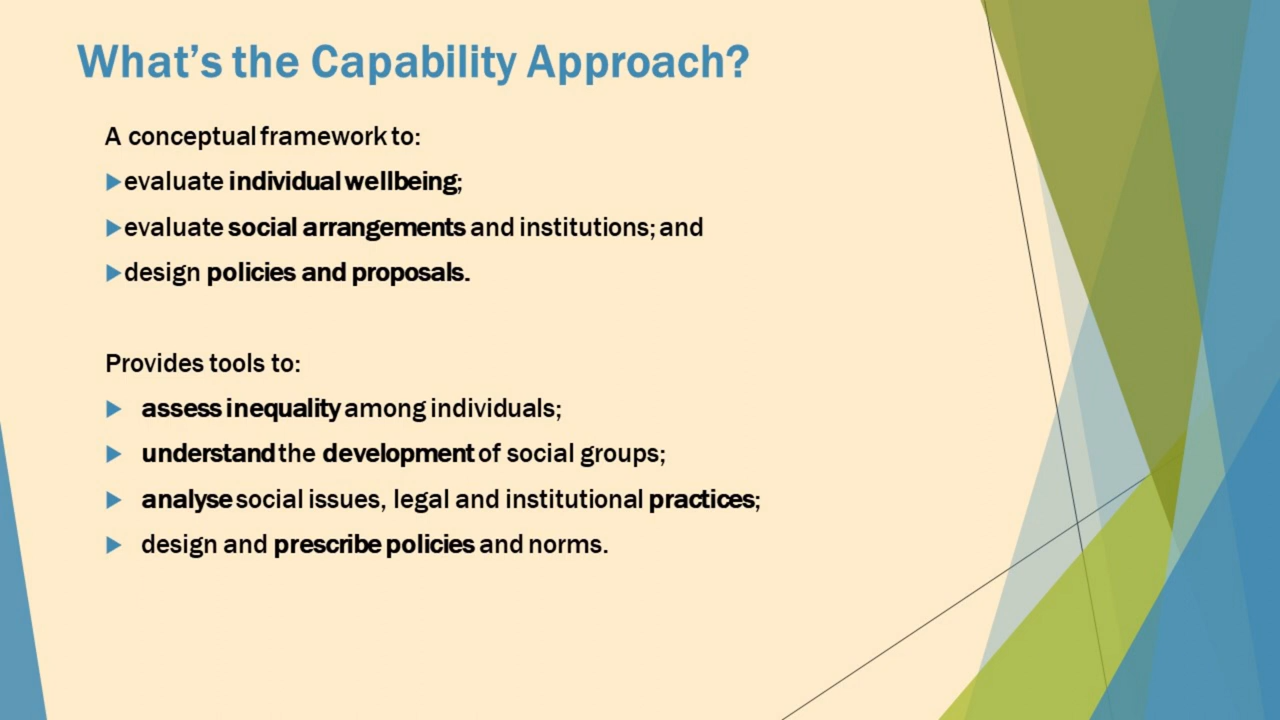 What’s the Capability Approach?
A conceptual framework to:
evaluate individual wellbeing;
evaluate social arrangements and institutions; and
design policies and proposals.
Provides tools to:
assess inequality among individuals;
understand the development of social groups;
analyse social issues, legal and institutional practices;
design and prescribe policies and norms.